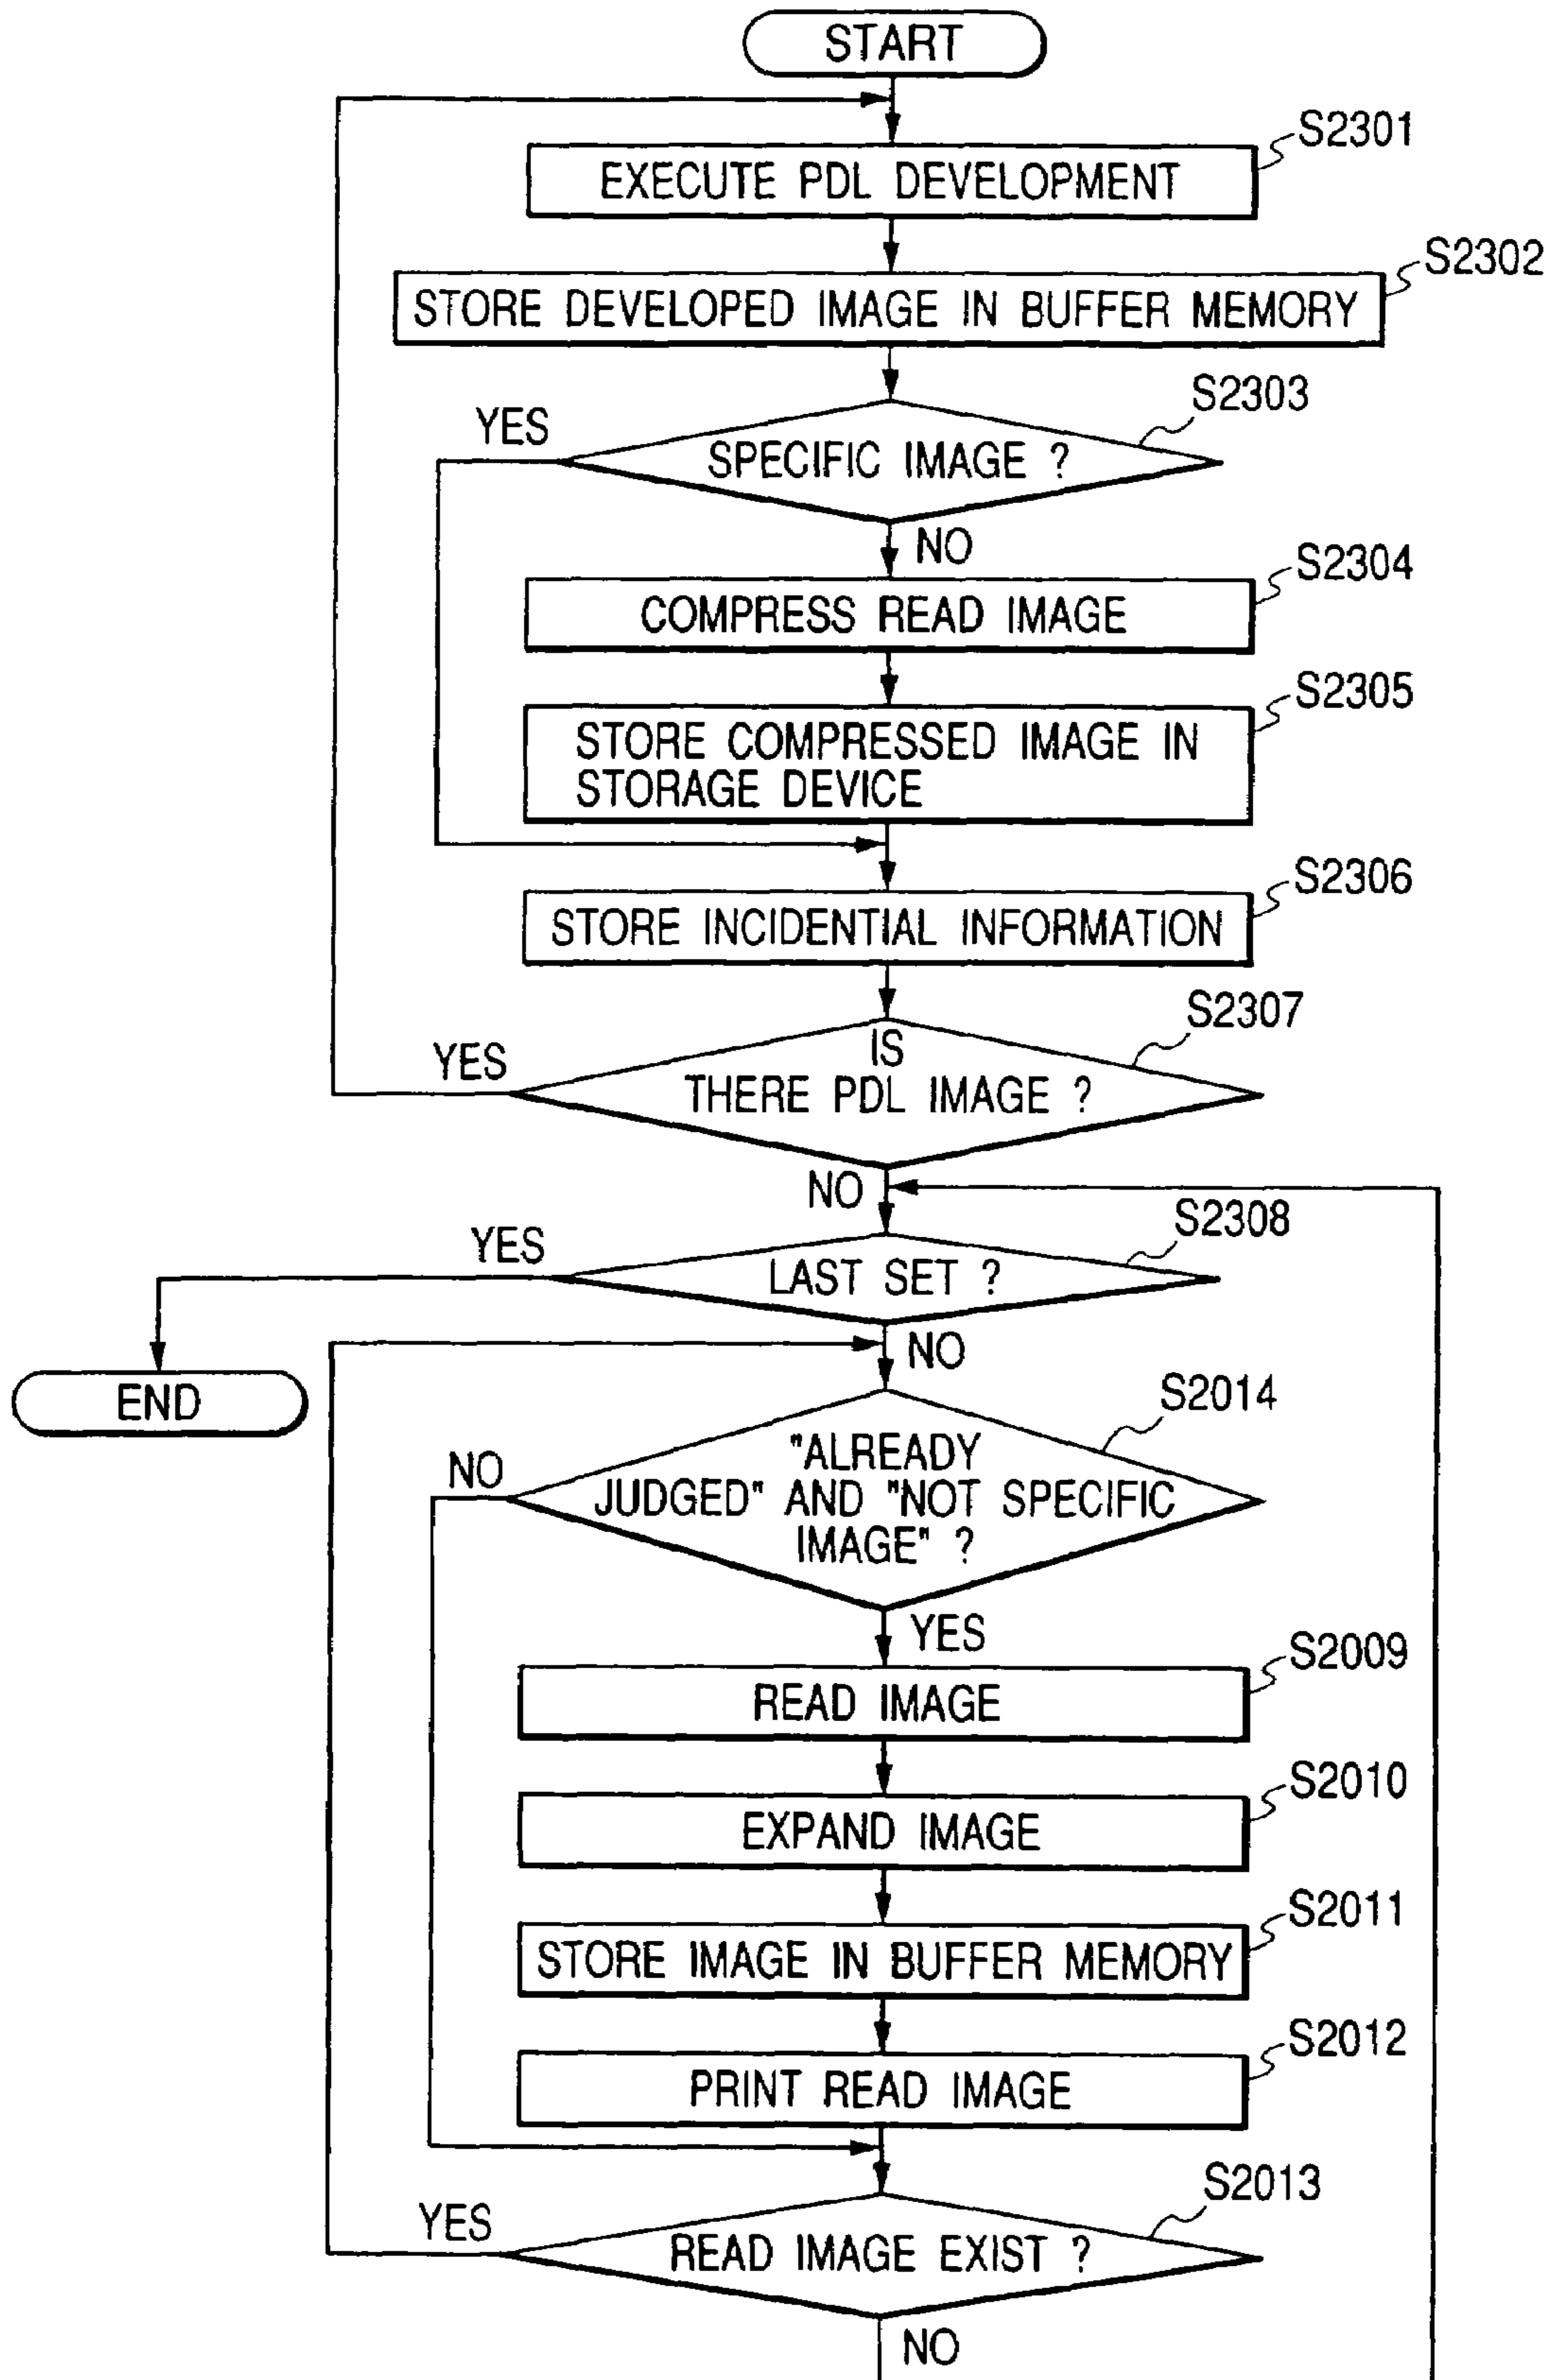 START
S2301
EXECUTE PDL DEVELOPMENT
S2302
STORE DEVELOPED IMAGE IN BUFFER MEMORY
S2303
YES
SPECIFIC IMAGE ?
NO
S2304
COMPRESS READ IMAGE
S2305
STORE COMPRESSED IMAGE IN
STORAGE DEVICE
S2306
STORE INCIDENTIAL INFORMATION
S2307
YES
IS
THERE PDL IMAGE ?
NO
S2308
YES
LAST SET ?
NO
END
S2014
NO
"ALREADY
JUDGED" AND "NOT SPECIFIC
IMAGE" ?
YES
S2009
READ IMAGE
S2010
EXPAND IMAGE
S2011
STORE IMAGE IN BUFFER MEMORY
S2012
PRINT READ IMAGE
S2013
YES
READ IMAGE EXIST ?
NO